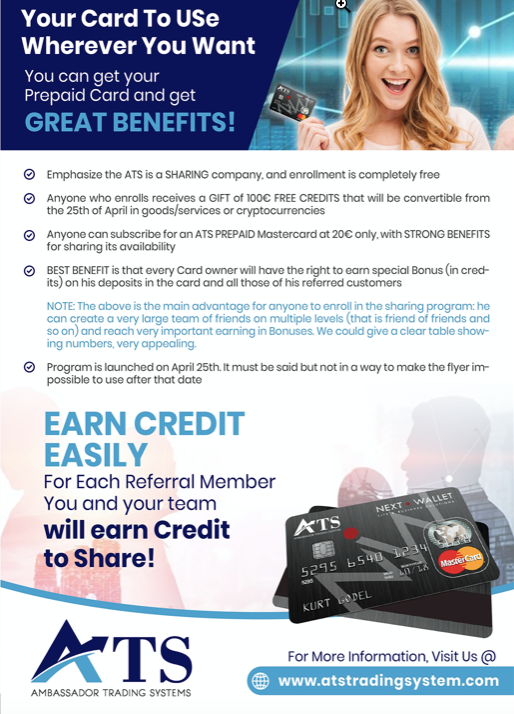 Your Card To USe
Wherever You Want
You can get your
Prepaid Card and get
GREAT BENEFITS!
Emphasize the ATS is a SHARING company, and enrollment is completely free
Anyone who enrolls receives a GIFT of 100€ FREE CREDITS that will be convertible from
the 25th of April in goods/services or cryptocurrencies
Anyone can subscribe for an ATS PREPAID Mastercard at 20€ only, with STRONG BENEFITS
for sharing its availability
BEST BENEFIT is that every Card owner will have the right to earn special Bonus (in cred-
its) on his deposits in the card and all those of his referred customers
NOTE: The above is the main advantage for anyone to enroll in the sharing program: he
can create a very large team of friends on multiple levels (that is friend of friends and
so on) and reach very important earning in Bonuses. We could give a clear table show-
ing numbers, very appealing.
Program is launched on April 25th. It must be said but not in a way to make the flyer im-
possible to use after that date
EARN CREDIT
EASILY
For Each Referral Member
You and your team
will earn Credit
to Share!
ATS
NEXT WALLET
5295 6540 1234
MasterCard
KURT GODEL
ATS
AMBASSADOR TRADING SYSTEMS
For More Information, Visit Us @
www.atstradingsystem.com